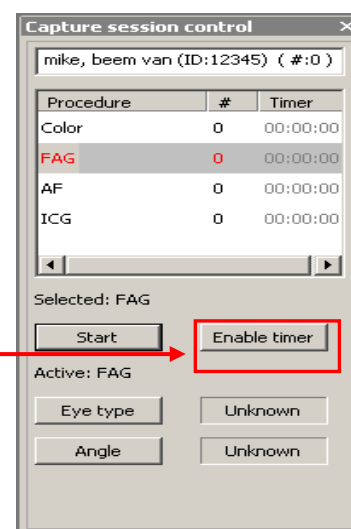 Capture session control ×
mike, beem van (ID:12345) ( #:0 )
Procedure # Timer
Color 0 00:00:00
FAG 0 00:00:00
AF 0 00:00:00
ICG 0 00:00:00
Selected: FAG
Start Enable timer
Active: FAG
Eye type Unknown
Angle Unknown